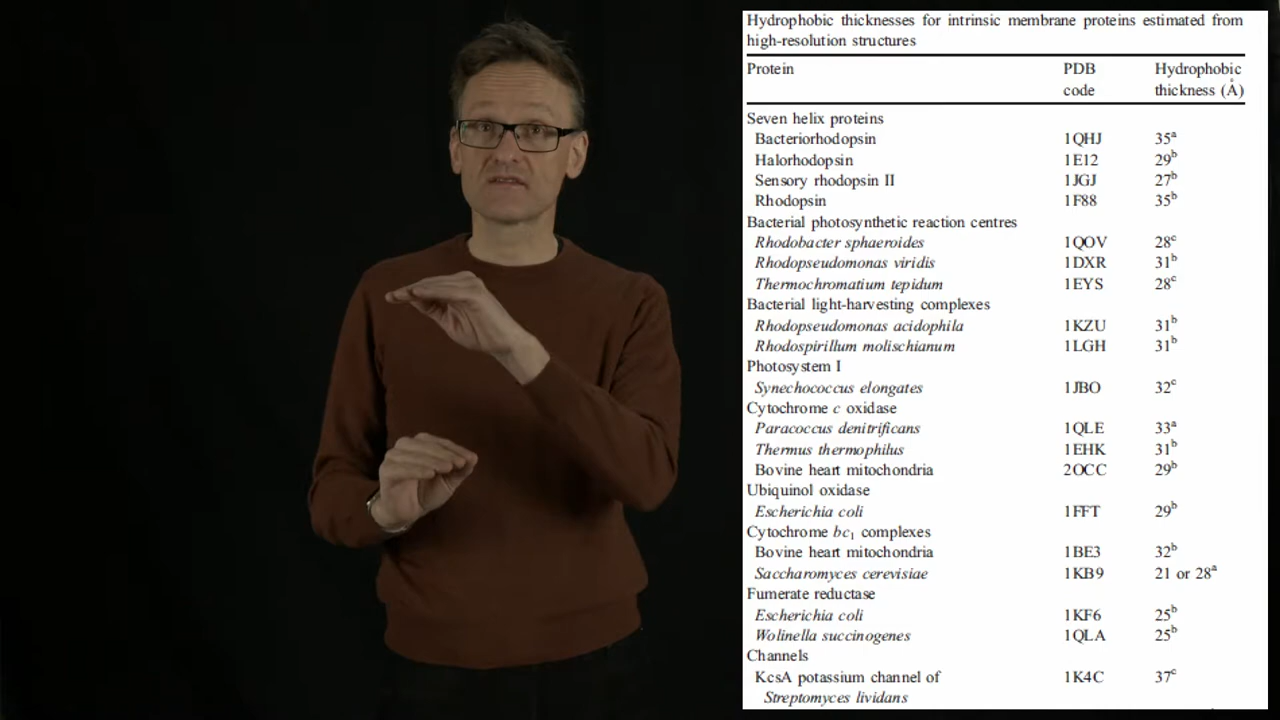 Hydrophobic thicknesses for intrinsic membrane proteins estimated from
high-resolution structures
Protein PDB code Hydrophobic thickness (Å)
Seven helix proteins
Bacteriorhodopsin 1QHJ 35ᵃ
Halorhodopsin 1E12 29ᵇ
Sensory rhodopsin II 1JGJ 27ᵇ
Rhodopsin 1F88 35ᵇ
Bacterial photosynthetic reaction centres
Rhodobacter sphaeroides 1QOV 28ᶜ
Rhodopseudomonas viridis 1DXR 31ᵇ
Thermochromatium tepidum 1EYS 28ᶜ
Bacterial light-harvesting complexes
Rhodopseudomonas acidophila 1KZU 31ᵇ
Rhodospirillum molischianum 1LGH 31ᵇ
Photosystem I
Synechococcus elongates 1JBO 32ᶜ
Cytochrome c oxidase
Paracoccus denitrificans 1QLE 33ᵃ
Thermus thermophilus 1EHK 31ᵇ
Bovine heart mitochondria 2OCC 29ᵇ
Ubiquinol oxidase
Escherichia coli 1FFT 29ᵇ
Cytochrome bc₁ complexes
Bovine heart mitochondria 1BE3 32ᵇ
Saccharomyces cerevisiae 1KB9 21 or 28ᵃ
Fumerate reductase
Escherichia coli 1KF6 25ᵇ
Wolinella succinogenes 1QLA 25ᵇ
Channels
KcsA potassium channel of 1K4C 37ᶜ
Streptomyces lividans